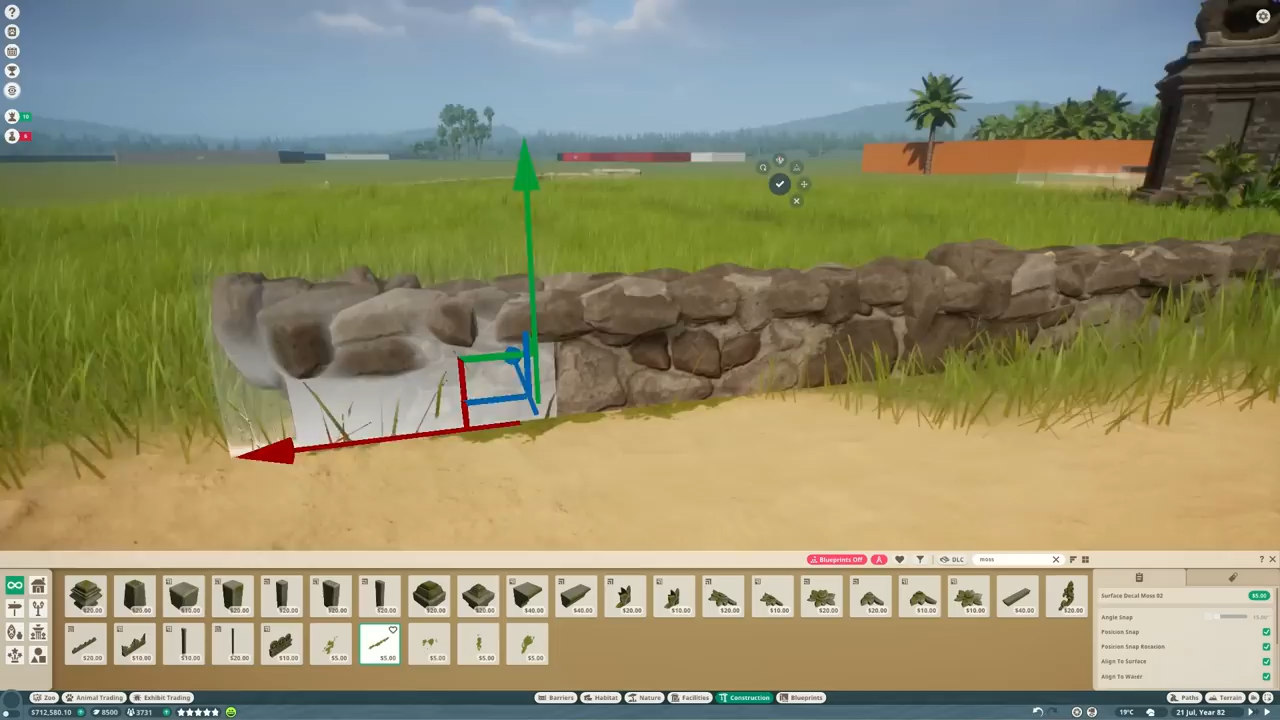 10
8
Blueprints Off
DLC
moss
$20.00 $20.00 $10.00 $20.00 $20.00 $20.00 $20.00 $20.00 $20.00 $40.00 $40.00 $20.00 $10.00 $20.00 $10.00 $20.00 $20.00 $10.00 $10.00 $40.00 $20.00
$20.00 $10.00 $10.00 $20.00 $10.00 $5.00 $5.00 $5.00 $5.00 $5.00
Surface Decal Moss 02
$5.00
Angle Snap
Position Snap
Position Snap Rotation
Align To Surface
Align To Water
Zoo Animal Trading Exhibit Trading Barriers Habitat Nature Facilities Construction Blueprints Paths Terrain
$712,580.10 8500 3731 19°C 21 Jul, Year 82